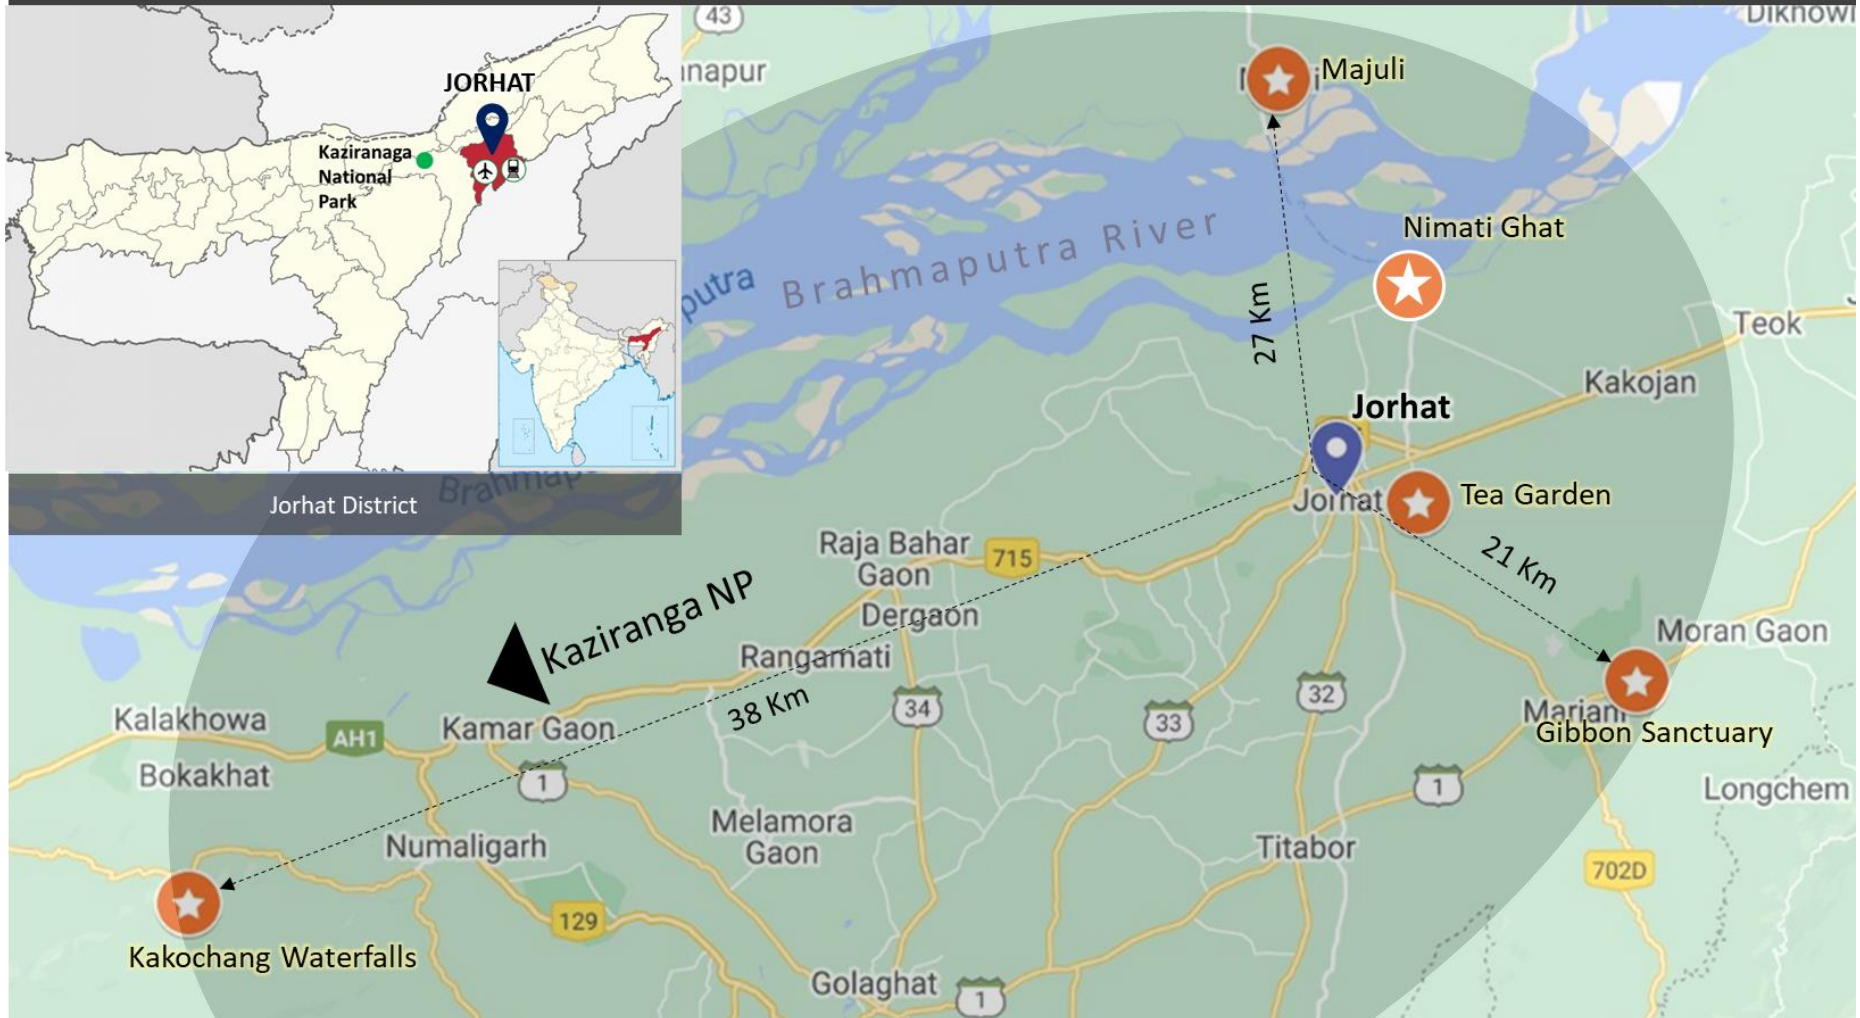 JORHAT
Kaziranaga
National
Park
Jorhat District
43
Majuli
Nimati Ghat
Brahmaputra River
putra
27 Km
Teok
Kakojan
Jorhat
Jorhat
Tea Garden
21 Km
Raja Bahar
Gaon
715
Dergaon
Kaziranga NP
Rangamati
38 Km
Moran Gaon
Mariani
Gibbon Sanctuary
34
33
32
Kalakhowa
AH1
Kamar Gaon
Bokakhat
1
1
Longchem
Melamora
Gaon
Numaligarh
Titabor
702D
129
Kakochang Waterfalls
Golaghat
1